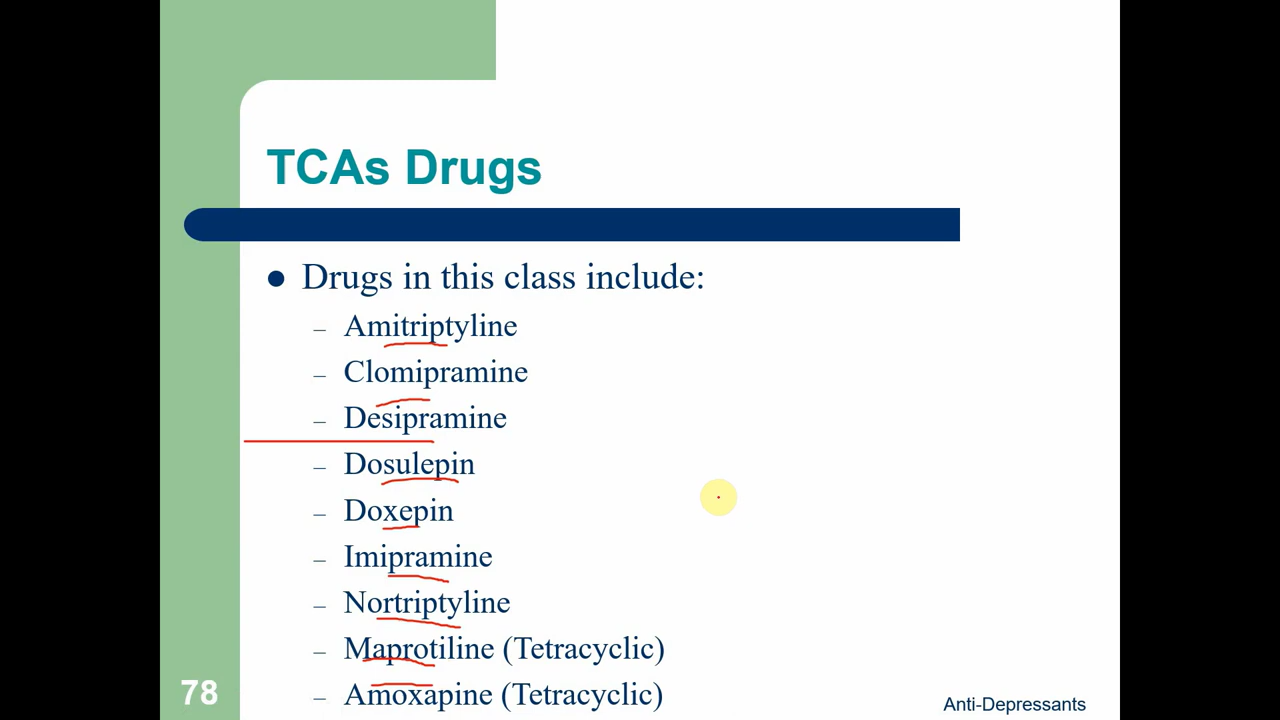 TCAs Drugs
Drugs in this class include:
– Amitriptyline
– Clomipramine
– Desipramine
– Dosulepin
– Doxepin
– Imipramine
– Nortriptyline
– Maprotiline (Tetracyclic)
– Amoxapine (Tetracyclic)
78
Anti-Depressants